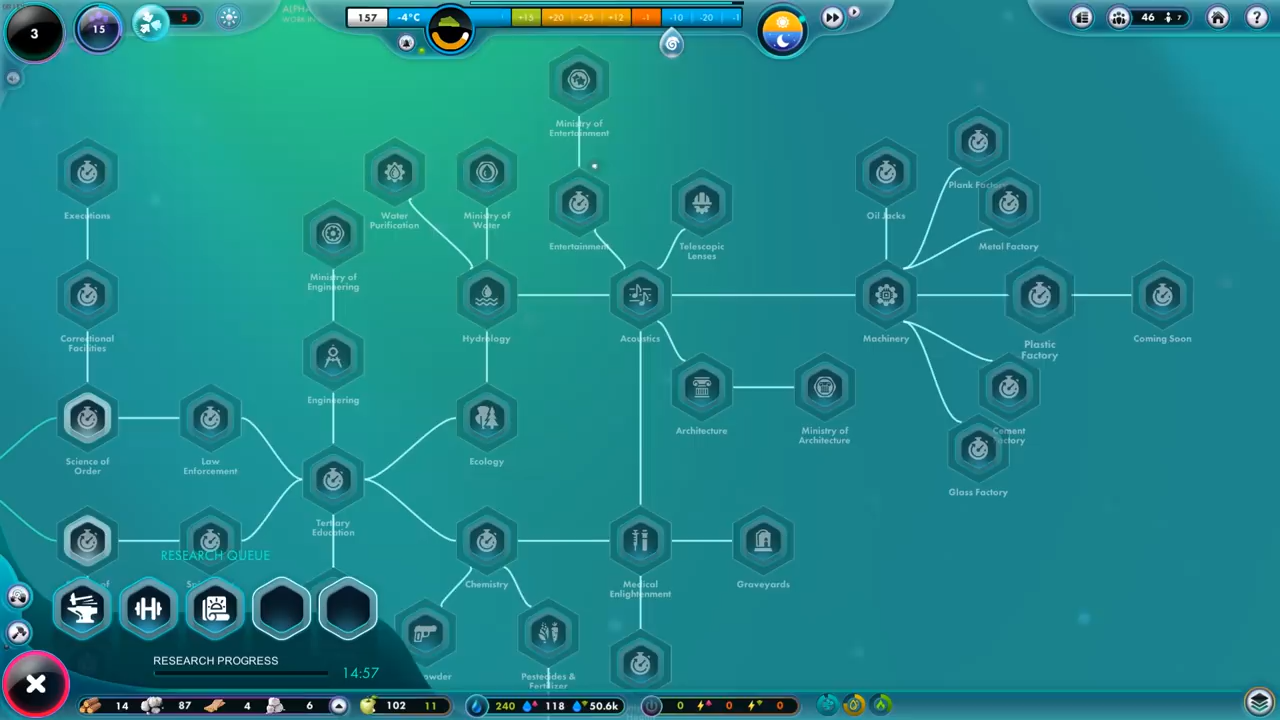 3
15
5
ALPHA
157
-4°C
+15
+20
+25
+12
-1
-10
-20
-1
46
7
?
Ministry of
Entertainment
Executions
Water
Purification
Ministry of
Water
Entertainment
Telescopic
Lenses
Oil Jacks
Plank Factory
Metal Factory
Ministry of
Engineering
Correctional
Facilities
Hydrology
Acoustics
Machinery
Plastic
Factory
Coming Soon
Engineering
Architecture
Ministry of
Architecture
Cement
Factory
Science of
Order
Law
Enforcement
Ecology
Glass Factory
Tertiary
Education
RESEARCH QUEUE
Chemistry
Medical
Enlightenment
Graveyards
RESEARCH PROGRESS
14:57
Pesticides &
Fertilizer
14
87
4
6
102
11
240
118
50.6k
0
0
0